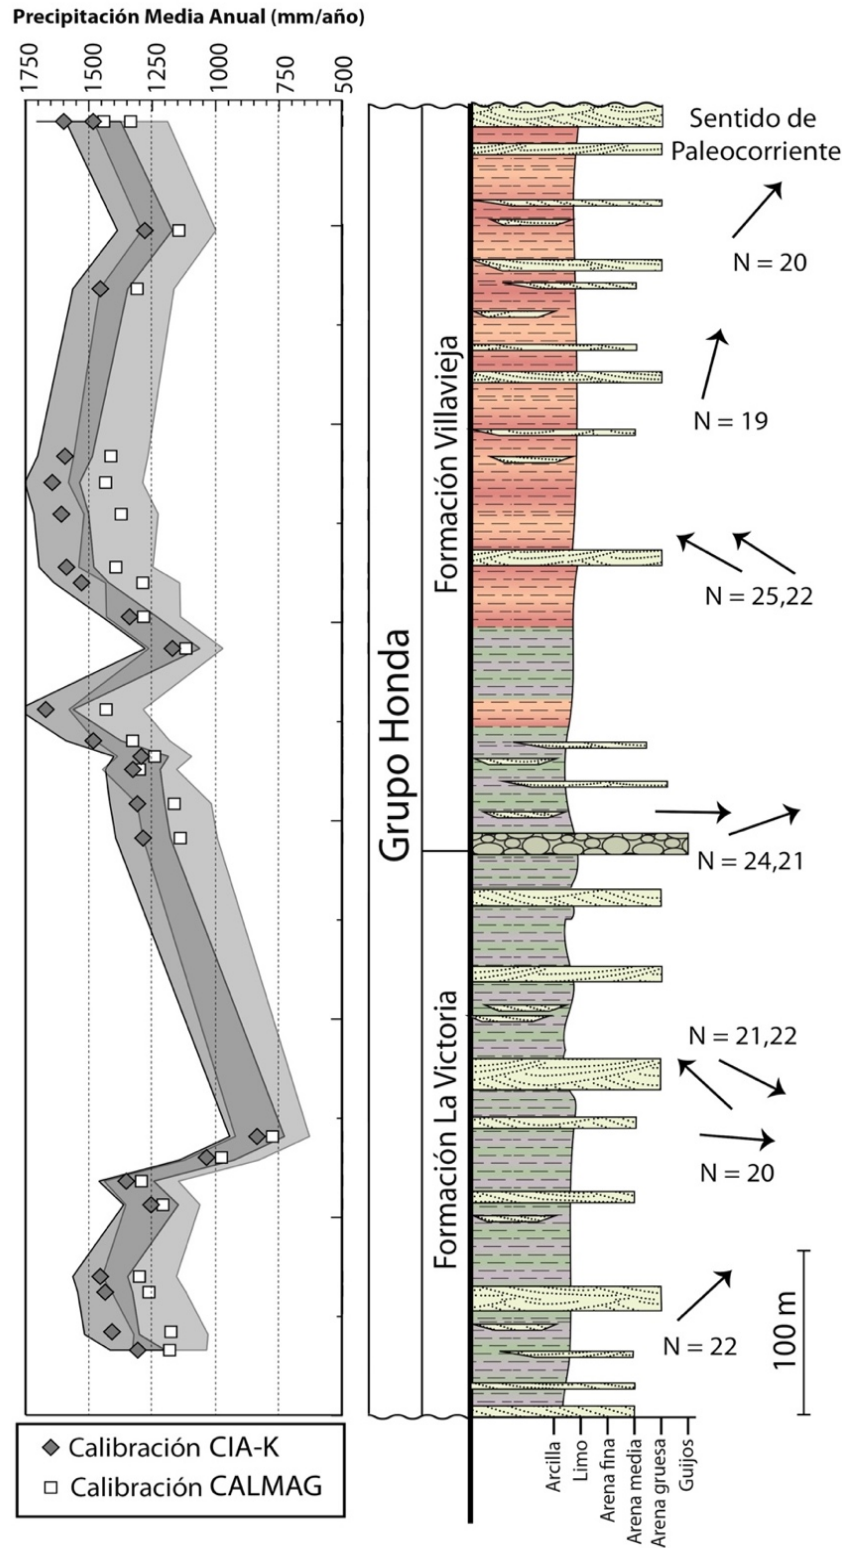 Precipitación Media Anual (mm/año)
1750
1500
1250
1000
750
500
Sentido de
Paleocorriente
N = 20
N = 19
N = 25,22
N = 24,21
N = 21,22
N = 20
N = 22
100 m
Grupo Honda
Formación Villavieja
Formación La Victoria
Arcilla
Limo
Arena fina
Arena media
Arena gruesa
Guijos
Calibración CIA-K
Calibración CALMAG